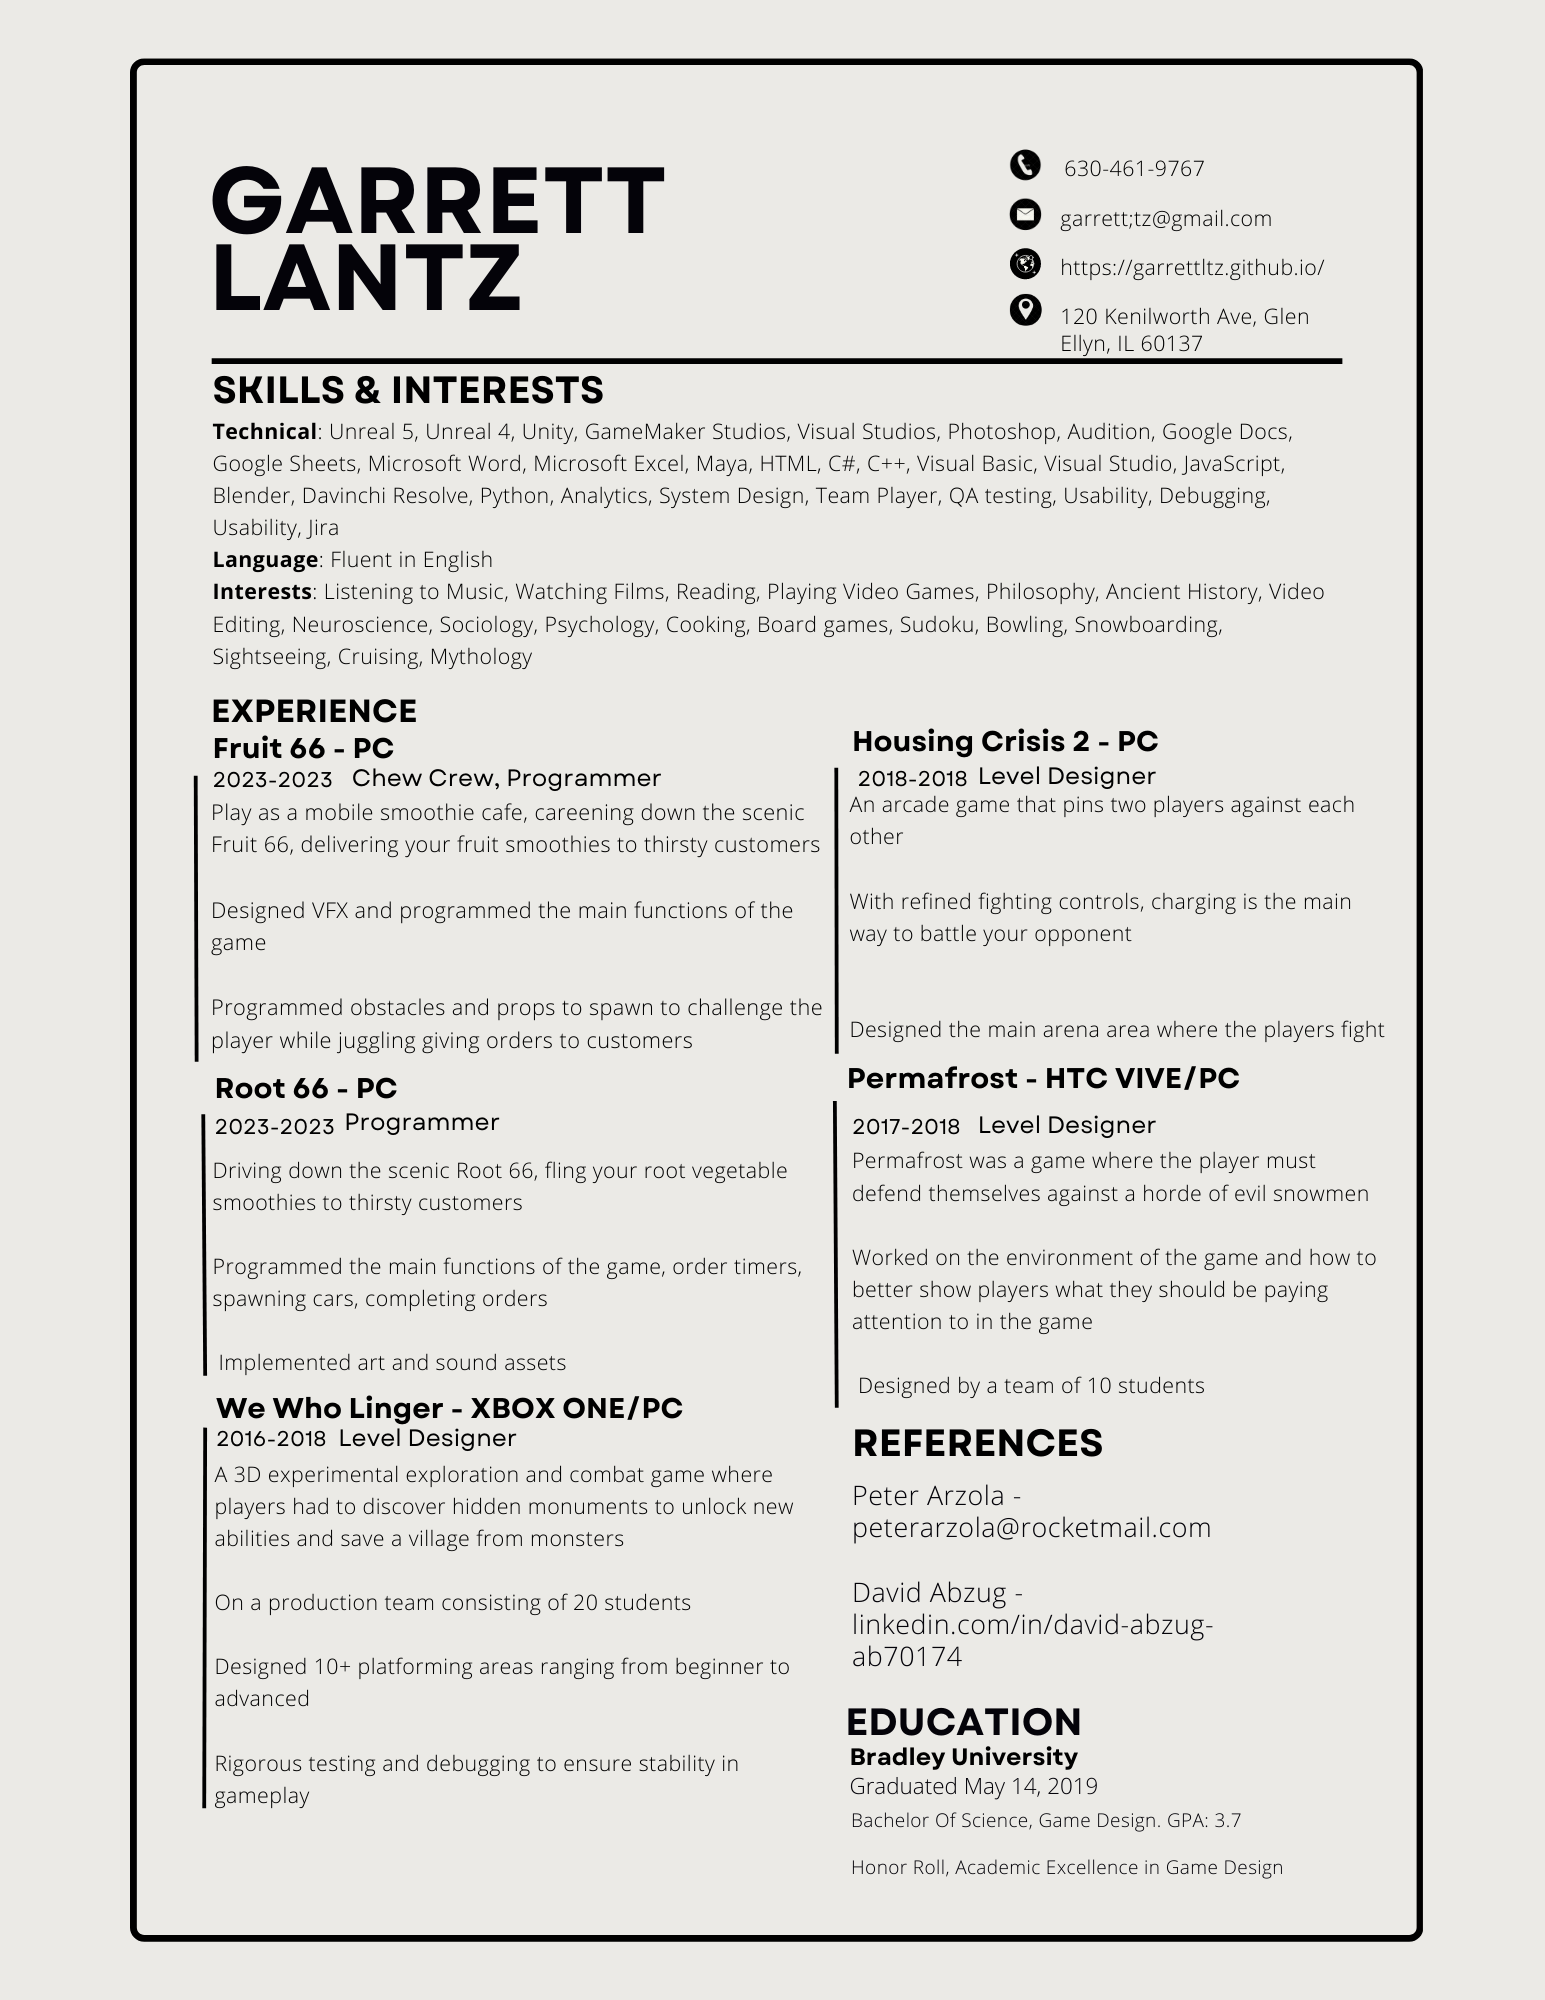 GARRETT
LANTZ
630-461-9767
garrett;tz@gmail.com
https://garrettltz.github.io/
120 Kenilworth Ave, Glen
Ellyn, IL 60137
SKILLS & INTERESTS
Technical: Unreal 5, Unreal 4, Unity, GameMaker Studios, Visual Studios, Photoshop, Audition, Google Docs,
Google Sheets, Microsoft Word, Microsoft Excel, Maya, HTML, C#, C++, Visual Basic, Visual Studio, JavaScript,
Blender, Davinchi Resolve, Python, Analytics, System Design, Team Player, QA testing, Usability, Debugging,
Usability, Jira
Language: Fluent in English
Interests: Listening to Music, Watching Films, Reading, Playing Video Games, Philosophy, Ancient History, Video
Editing, Neuroscience, Sociology, Psychology, Cooking, Board games, Sudoku, Bowling, Snowboarding,
Sightseeing, Cruising, Mythology
EXPERIENCE
Fruit 66 - PC
2023-2023 Chew Crew, Programmer
Play as a mobile smoothie cafe, careening down the scenic
Fruit 66, delivering your fruit smoothies to thirsty customers
Designed VFX and programmed the main functions of the
game
Programmed obstacles and props to spawn to challenge the
player while juggling giving orders to customers
Root 66 - PC
2023-2023 Programmer
Driving down the scenic Root 66, fling your root vegetable
smoothies to thirsty customers
Programmed the main functions of the game, order timers,
spawning cars, completing orders
Implemented art and sound assets
We Who Linger - XBOX ONE/PC
2016-2018 Level Designer
A 3D experimental exploration and combat game where
players had to discover hidden monuments to unlock new
abilities and save a village from monsters
On a production team consisting of 20 students
Designed 10+ platforming areas ranging from beginner to
advanced
Rigorous testing and debugging to ensure stability in
gameplay
Housing Crisis 2 - PC
2018-2018 Level Designer
An arcade game that pins two players against each
other
With refined fighting controls, charging is the main
way to battle your opponent
Designed the main arena area where the players fight
Permafrost - HTC VIVE/PC
2017-2018 Level Designer
Permafrost was a game where the player must
defend themselves against a horde of evil snowmen
Worked on the environment of the game and how to
better show players what they should be paying
attention to in the game
Designed by a team of 10 students
REFERENCES
Peter Arzola -
peterarzola@rocketmail.com
David Abzug -
linkedin.com/in/david-abzug-
ab70174
EDUCATION
Bradley University
Graduated May 14, 2019
Bachelor Of Science, Game Design. GPA: 3.7
Honor Roll, Academic Excellence in Game Design